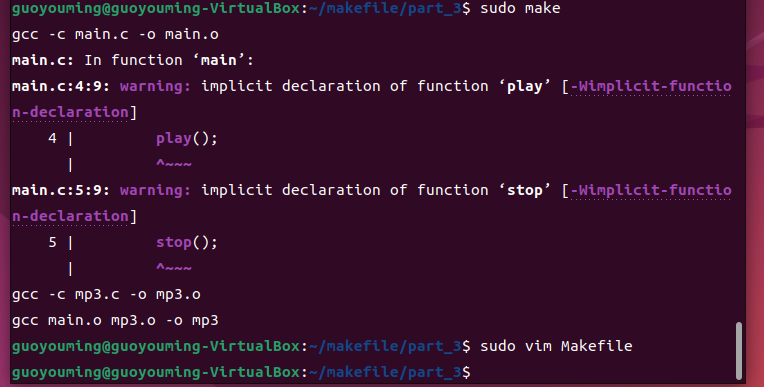 guoyouming@guoyouming-VirtualBox:~/makefile/part_3$ sudo make
gcc -c main.c -o main.o
main.c: In function ‘main’:
main.c:4:9: warning: implicit declaration of function ‘play’ [-Wimplicit-functio
n-declaration]
    4 |         play();
      |         ^~~~
main.c:5:9: warning: implicit declaration of function ‘stop’ [-Wimplicit-functio
n-declaration]
    5 |         stop();
      |         ^~~~
gcc -c mp3.c -o mp3.o
gcc main.o mp3.o -o mp3
guoyouming@guoyouming-VirtualBox:~/makefile/part_3$ sudo vim Makefile
guoyouming@guoyouming-VirtualBox:~/makefile/part_3$